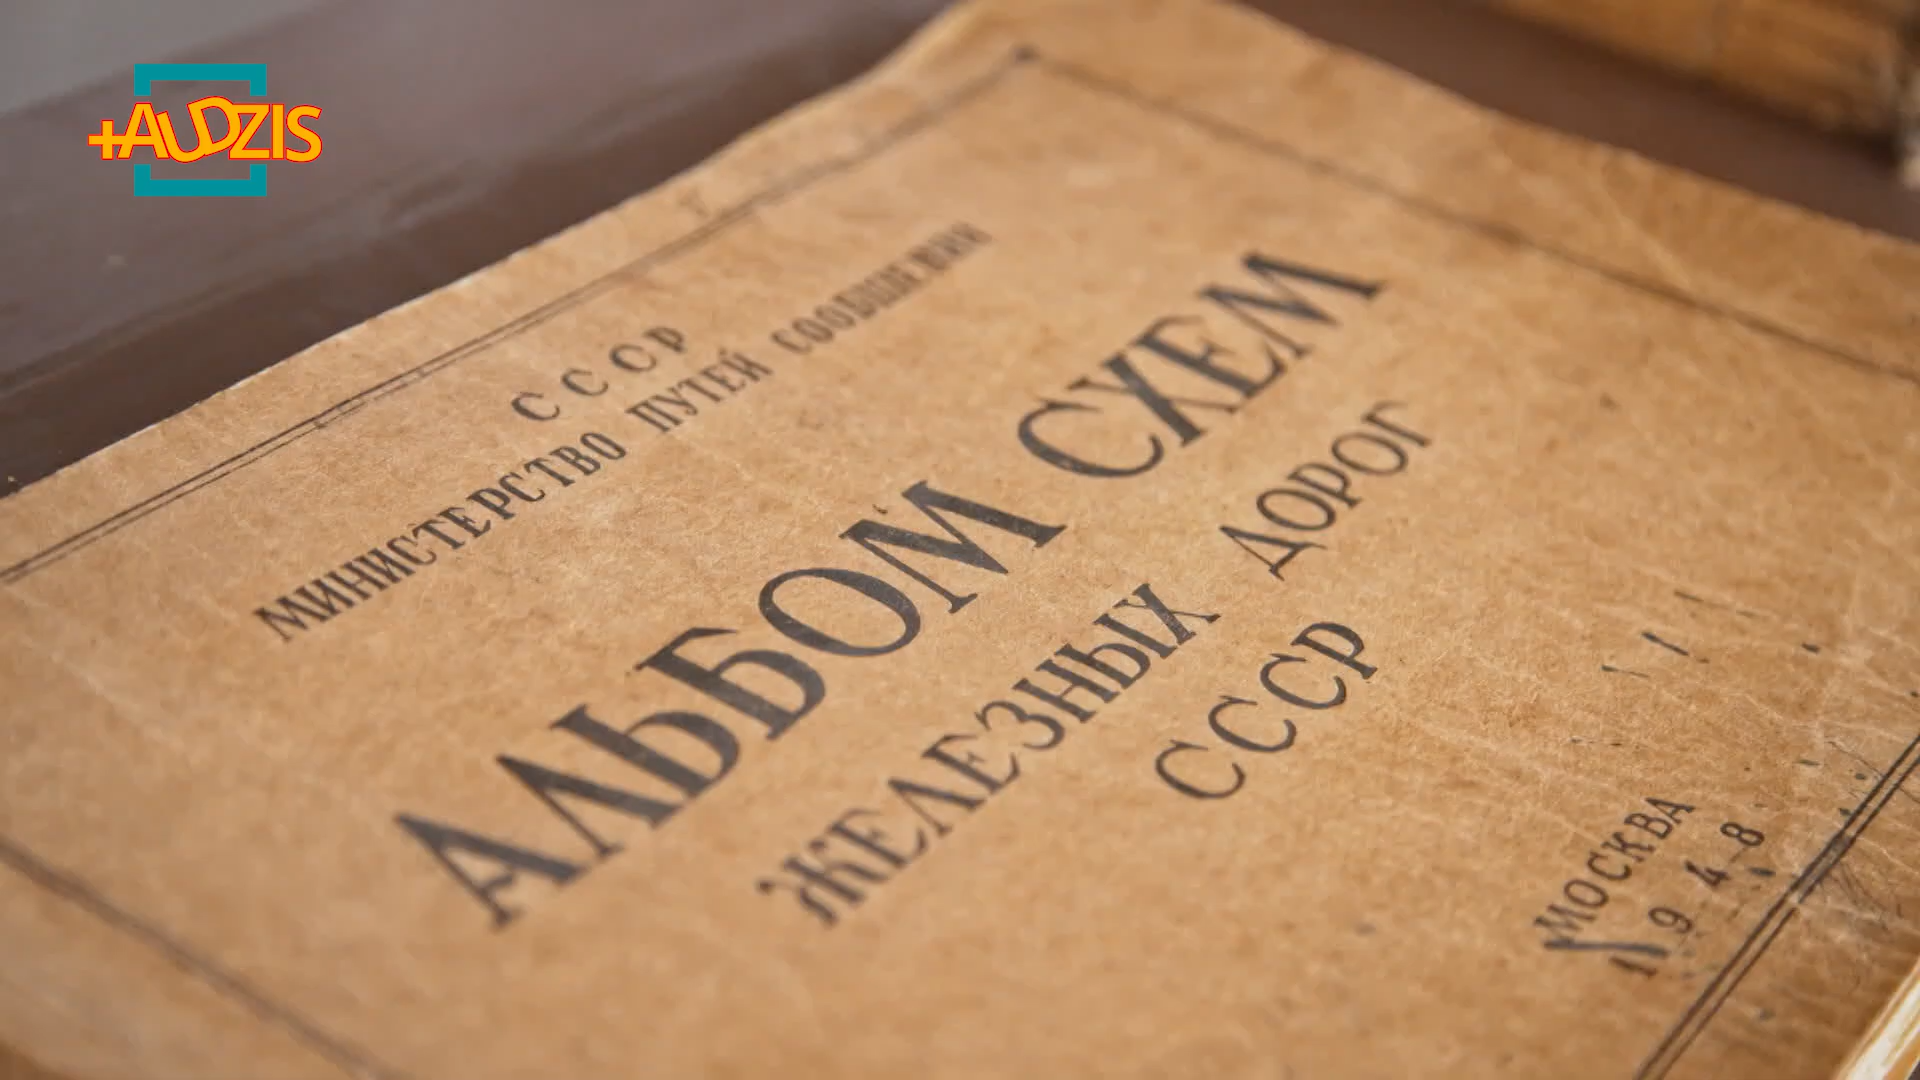 +AUDZIS
СССР
МИНИСТЕРСТВО ПУТЕЙ СООБЩЕНИЯ
АЛЬБОМ СХЕМ
ЖЕЛЕЗНЫХ ДОРОГ
СССР
МОСКВА
1948